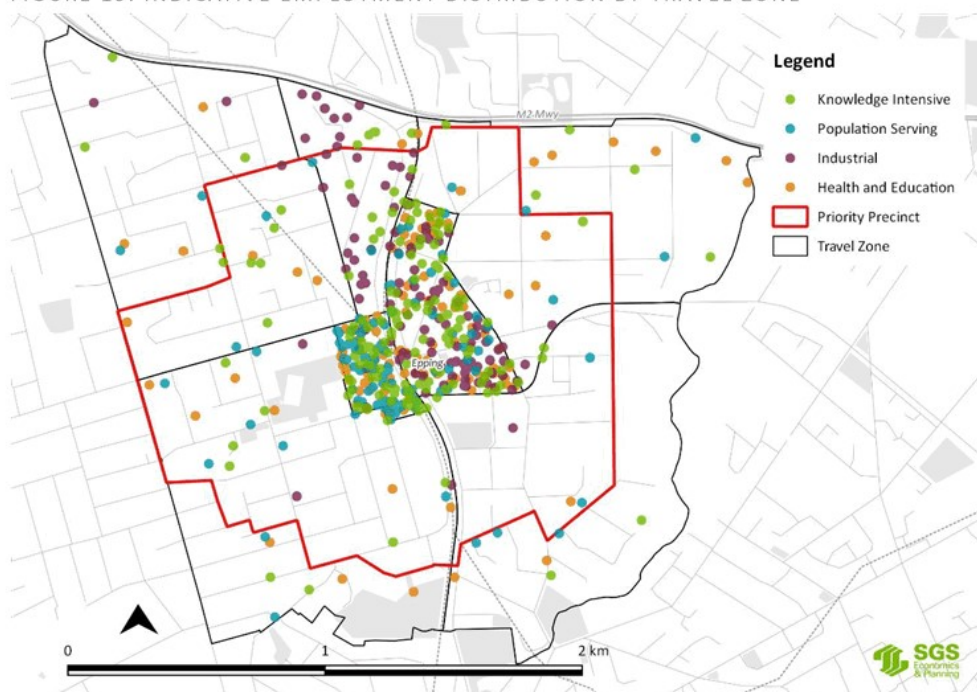 Legend
Knowledge Intensive
Population Serving
Industrial
Health and Education
Priority Precinct
Travel Zone
M2 Mwy
Epping
0
1
2 km
SGS
Economics
& Planning